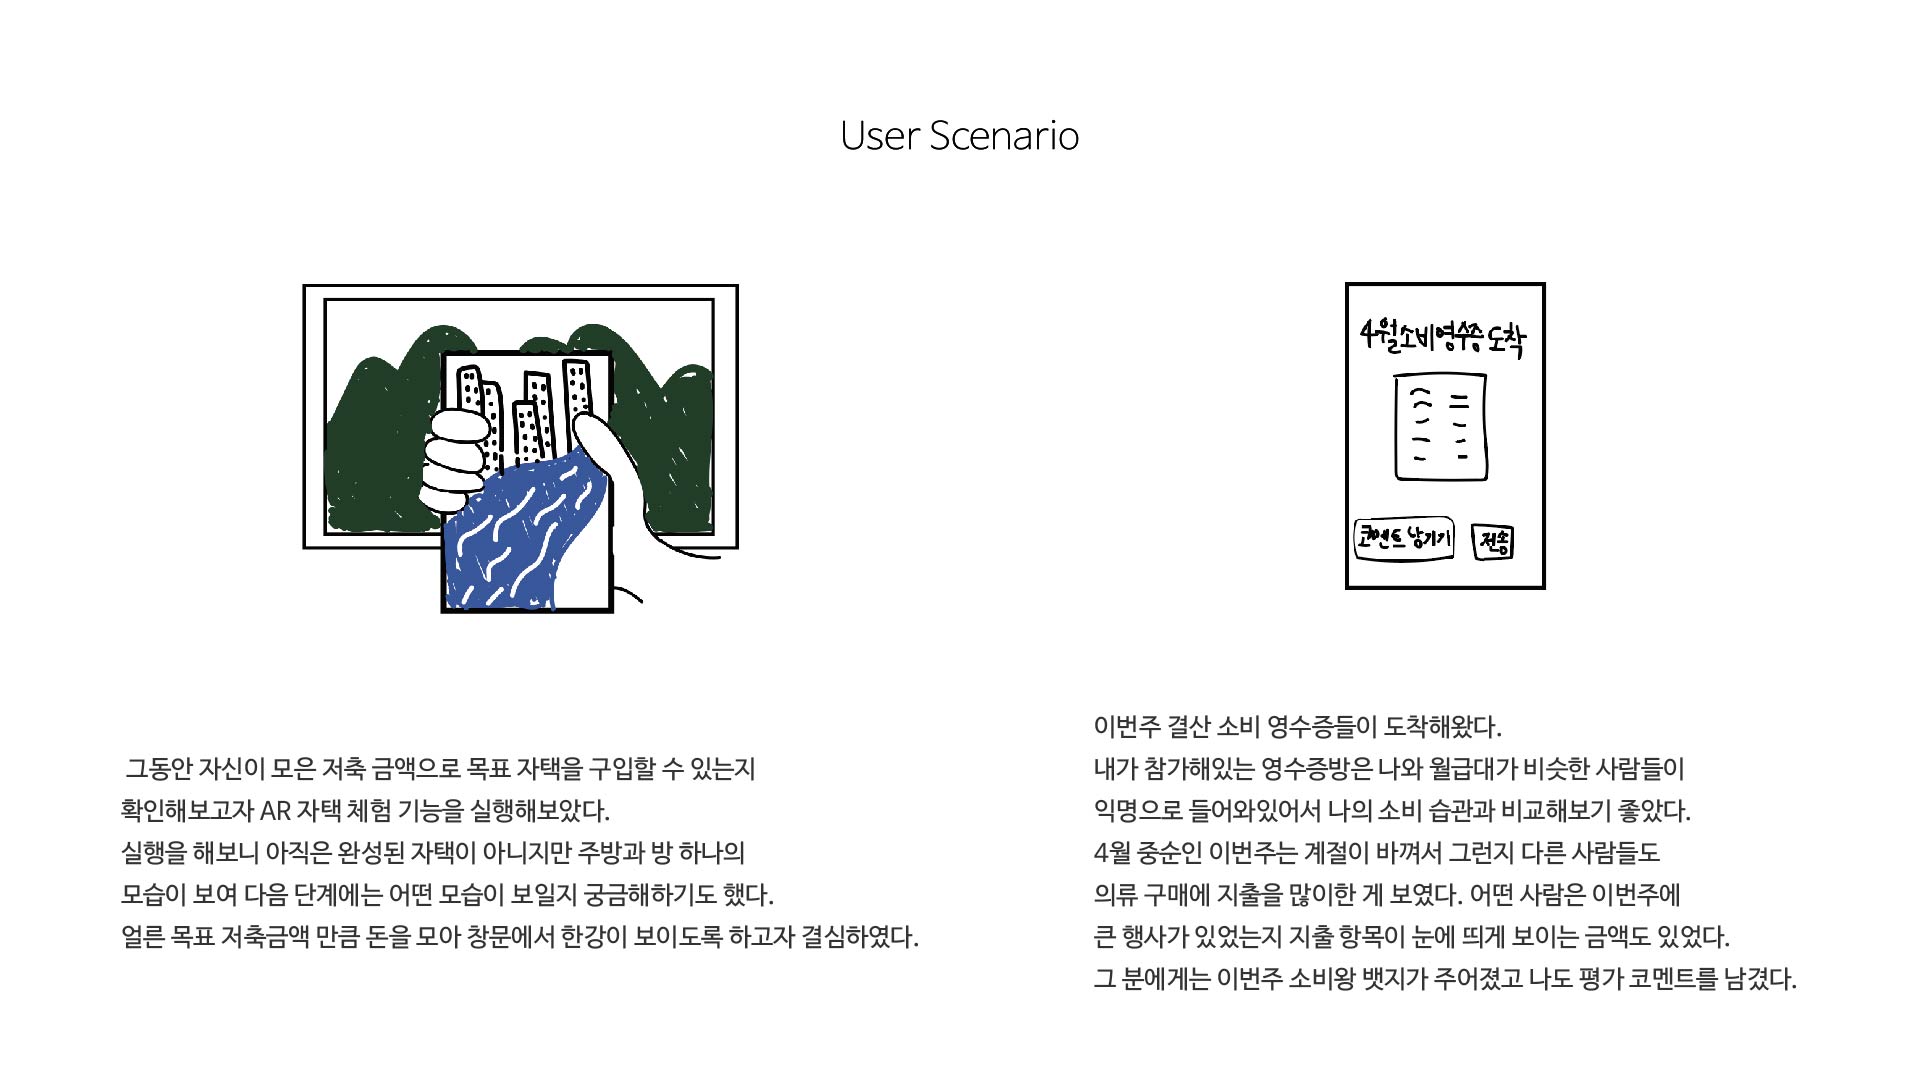 User Scenario
그동안 자신이 모은 저축 금액으로 목표 자택을 구입할 수 있는지
확인해보고자 AR 자택 체험 기능을 실행해보았다.
실행을 해보니 아직은 완성된 자택이 아니지만 주방과 방 하나의
모습이 보여 다음 단계에는 어떤 모습이 보일지 궁금해하기도 했다.
얼른 목표 저축금액 만큼 돈을 모아 창문에서 한강이 보이도록 하고자 결심하였다.
4월소비영수증 도착
코멘트 남기기
전송
이번주 결산 소비 영수증들이 도착해왔다.
내가 참가해있는 영수증방은 나와 월급대가 비슷한 사람들이
익명으로 들어와있어서 나의 소비 습관과 비교해보기 좋았다.
4월 중순인 이번주는 계절이 바껴서 그런지 다른 사람들도
의류 구매에 지출을 많이한 게 보였다. 어떤 사람은 이번주에
큰 행사가 있었는지 지출 항목이 눈에 띄게 보이는 금액도 있었다.
그 분에게는 이번주 소비왕 뱃지가 주어졌고 나도 평가 코멘트를 남겼다.